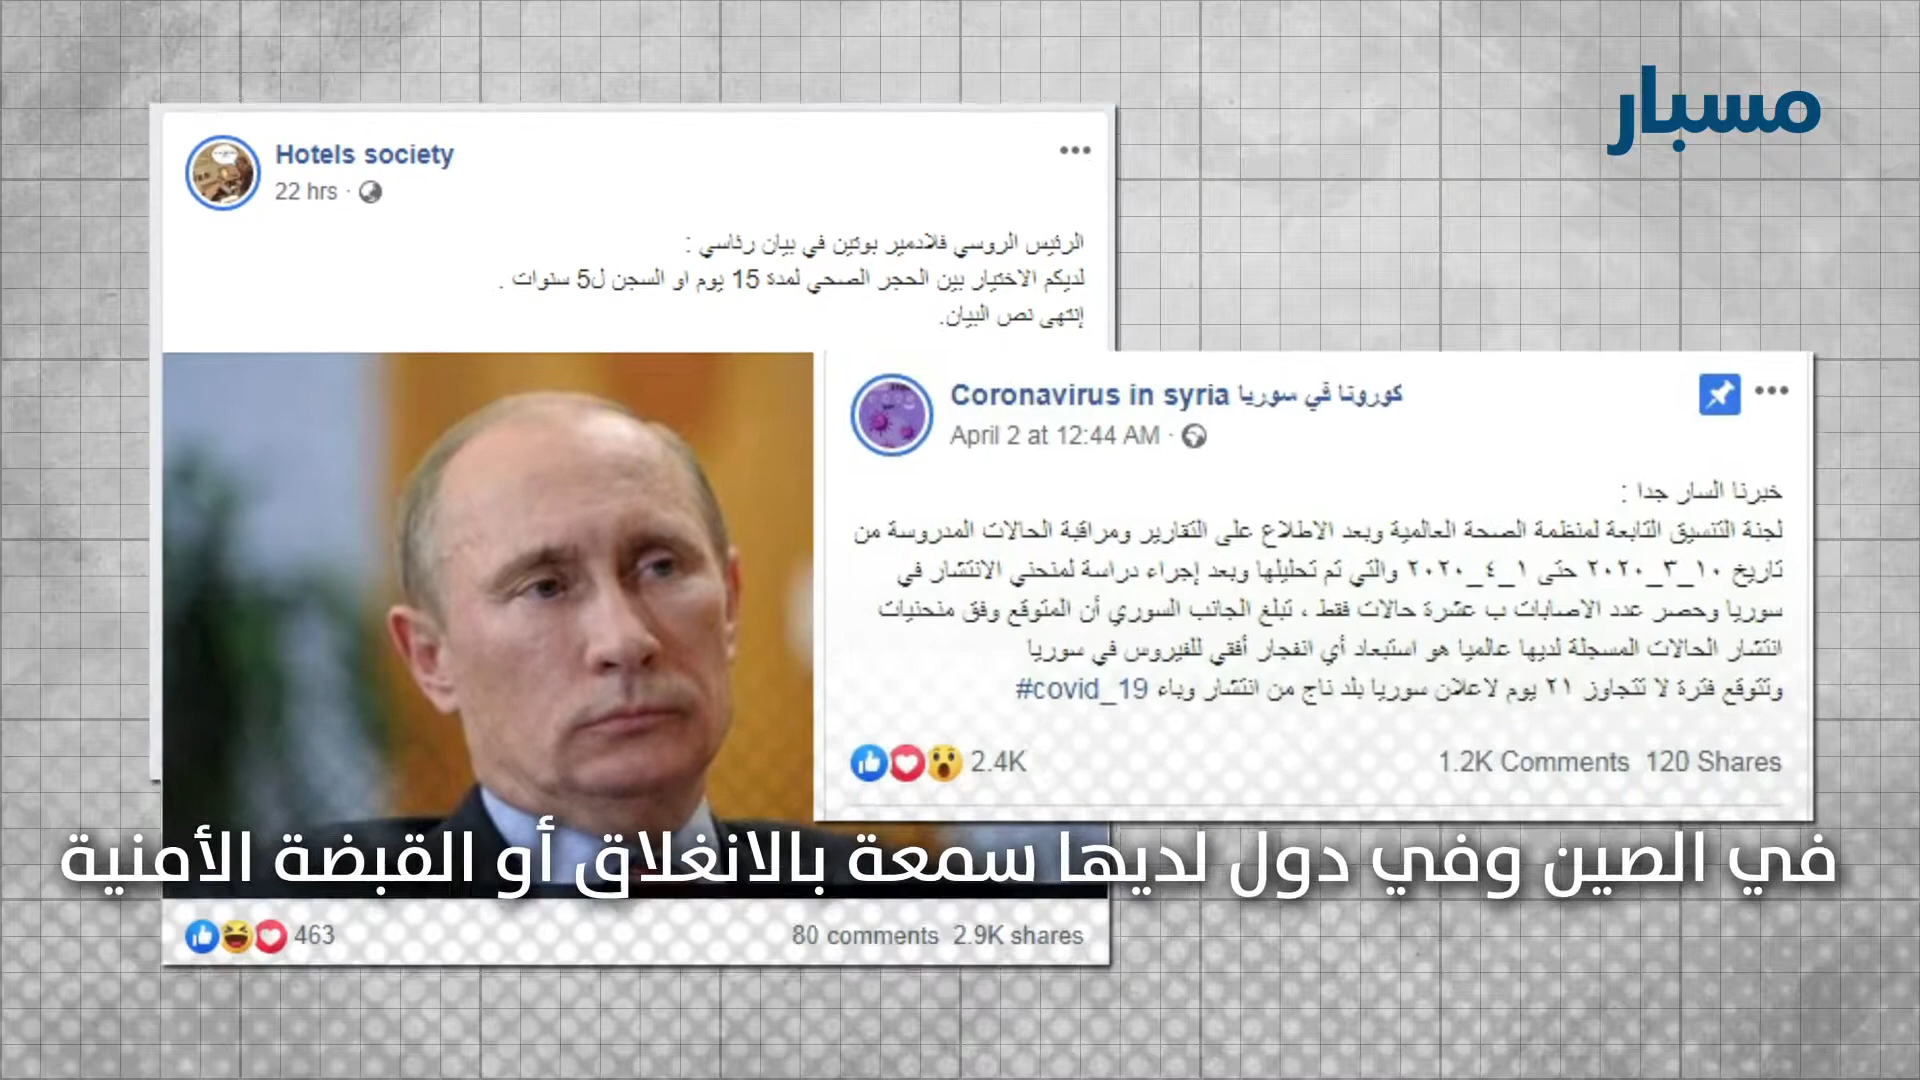 مسبار
Hotels society
22 hrs ·
الرئيس الروسي فلادمير بوتين في بيان رئاسي :
لديكم الاختيار بين الحجر الصحي لمدة 15 يوم او السجن ل5 سنوات .
إنتهى نص البيان.
Coronavirus in syria كورونا في سوريا
April 2 at 12:44 AM ·
خبرنا السار جدا :
لجنة التنسيق التابعة لمنظمة الصحة العالمية وبعد الاطلاع على التقارير ومراقبة الحالات المدروسة من
تاريخ ١٠_٣_٢٠٢٠ حتى ١_٤_٢٠٢٠ والتي تم تحليلها وبعد إجراء دراسة لمنحني الانتشار في
سوريا وحصر عدد الاصابات ب عشرة حالات فقط ، تبلغ الجانب السوري أن المتوقع وفق منحنيات
انتشار الحالات المسجلة لديها عالميا هو استبعاد أي انفجار أفقي للفيروس في سوريا
وتتوقع فترة لا تتجاوز ٢١ يوم لاعلان سوريا بلد ناج من انتشار وباء #covid_19
2.4K
1.2K Comments 120 Shares
في الصين وفي دول لديها سمعة بالانغلاق أو القبضة الأمنية
463
80 comments 2.9K shares